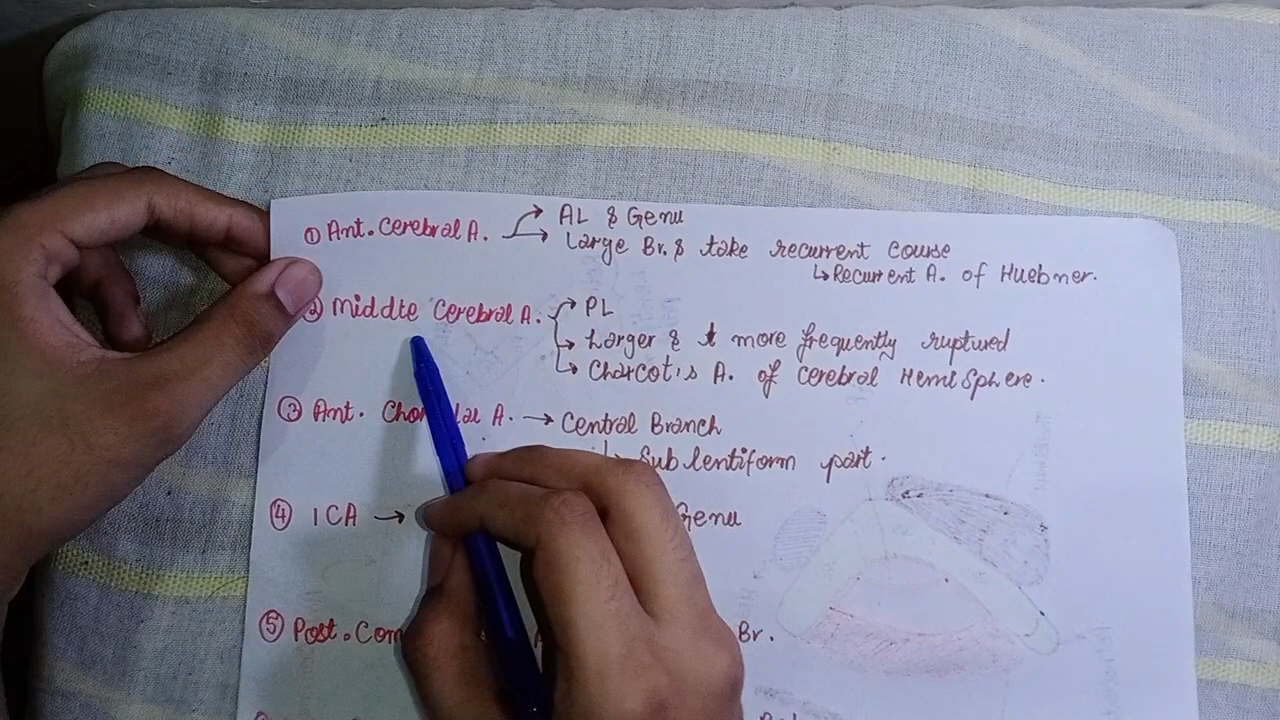 ① Ant. Cerebral A. → AL & Genu
→ Large Br. & take recurrent course
↳ Recurrent A. of Huebner.
② Middte Cerebral A. → PL
→ Larger & more frequently ruptured
→ Charcot's A. of Cerebral HemiSphere.
③ Ant. A. → Central Branch
Sub lentiform part.
④ ICA → Genu
⑤ Post. Com Br.